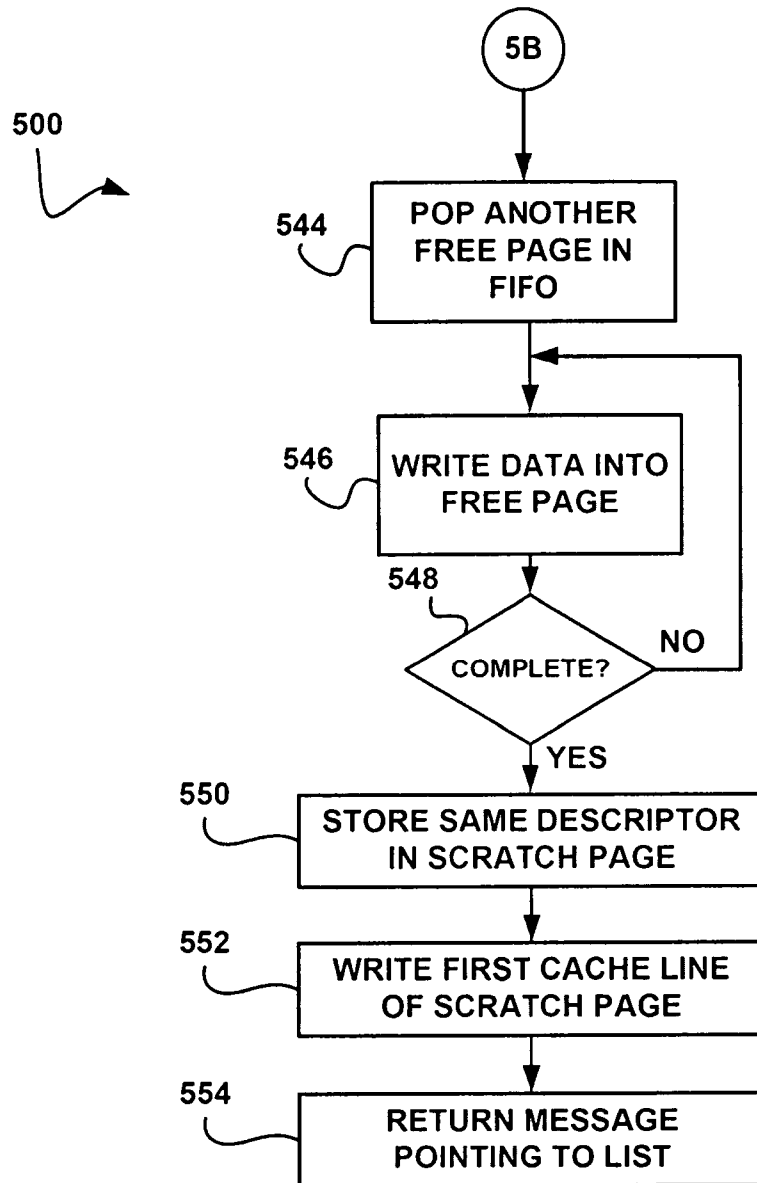 5B
500
544
POP ANOTHER
FREE PAGE IN
FIFO
546
WRITE DATA INTO
FREE PAGE
548
COMPLETE?
NO
YES
550
STORE SAME DESCRIPTOR
IN SCRATCH PAGE
552
WRITE FIRST CACHE LINE
OF SCRATCH PAGE
554
RETURN MESSAGE
POINTING TO LIST